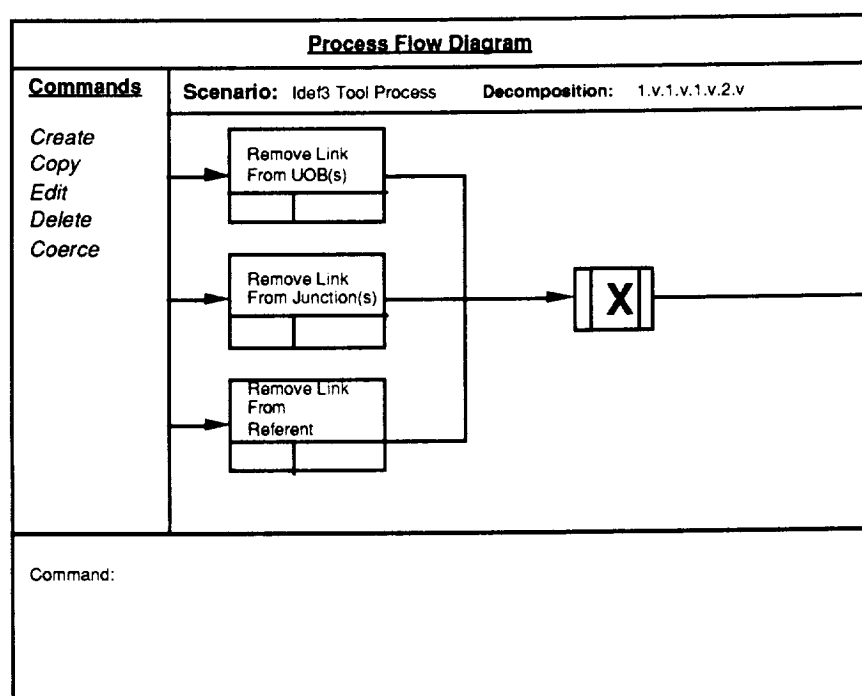 Process Flow Diagram
Commands
Scenario: Idef3 Tool Process Decomposition: 1.v.1.v.1.v.2.v
Create
Copy
Edit
Delete
Coerce
Remove Link
From UOB(s)
Remove Link
From Junction(s)
X
Remove Link
From
Referent
Command: